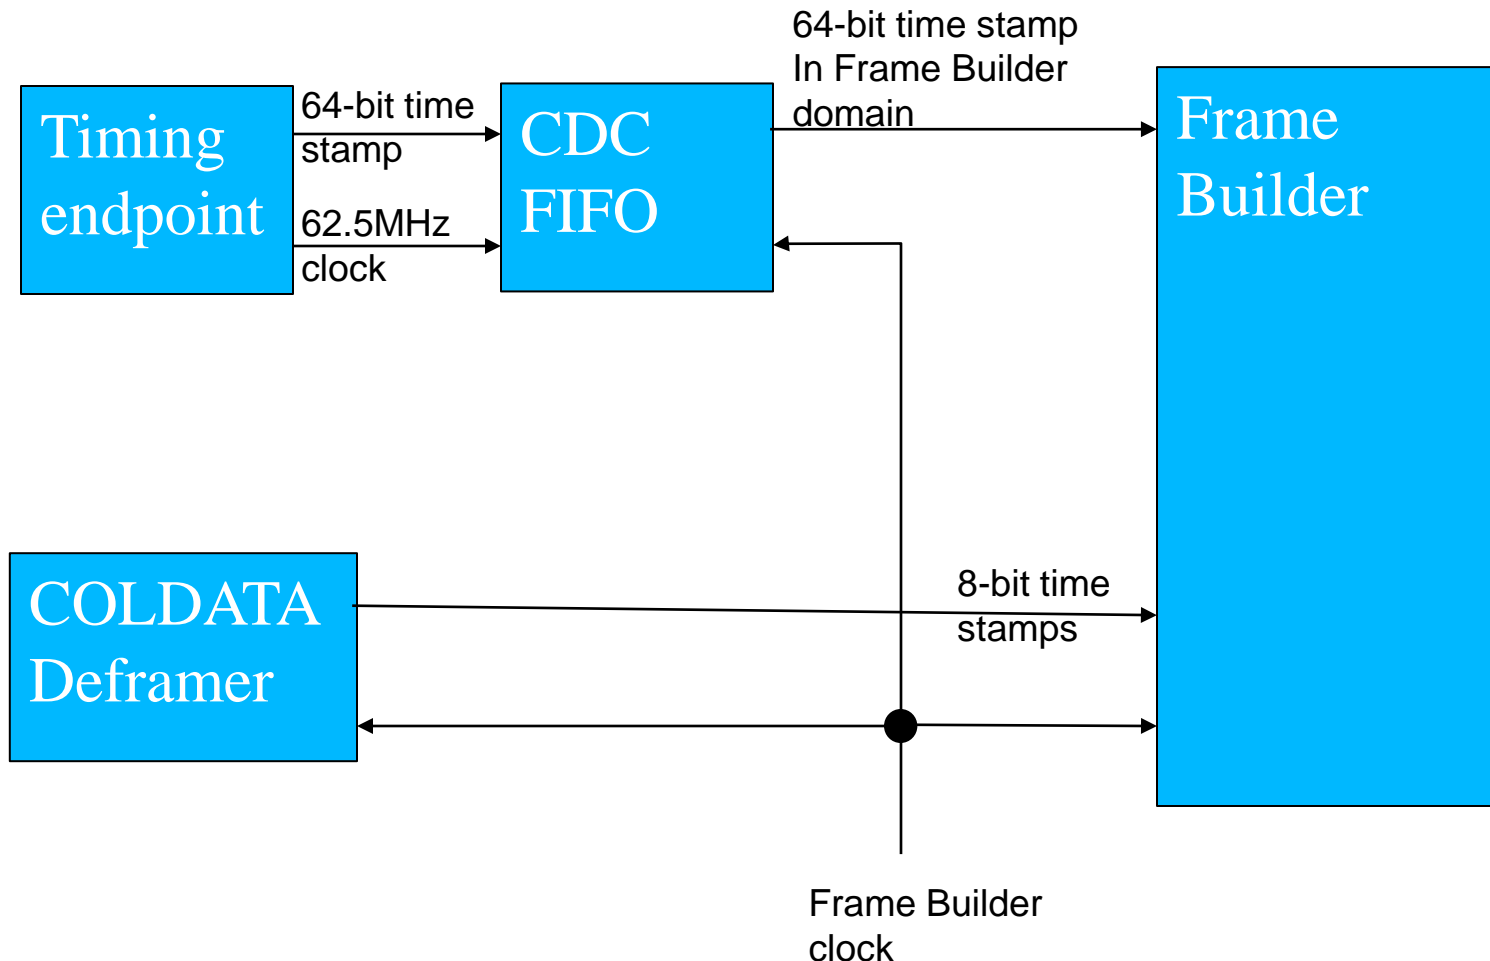 64-bit time stamp
In Frame Builder
domain
Timing
endpoint
64-bit time
stamp
62.5MHz
clock
CDC
FIFO
Frame
Builder
COLDATA
Deframer
8-bit time
stamps
Frame Builder
clock